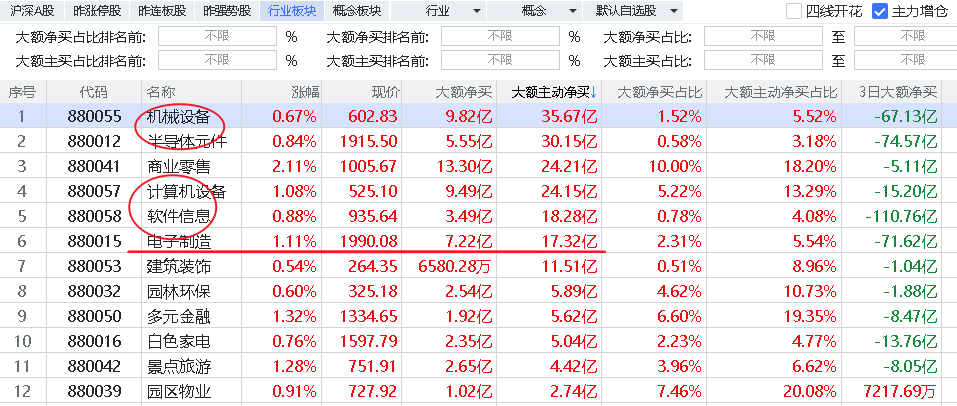 沪深A股 昨涨停股 昨连板股 昨强势股 行业板块 概念板块 行业 概念 默认自选股 四线开花 主力增仓
大额净买占比排名前: 不限 % 大额净买排名前: 不限 % 大额净买占比: 不限 至 不限
大额主买占比排名前: 不限 % 大额主买排名前: 不限 % 大额主买占比: 不限 至 不限
序号 代码 名称 涨幅 现价 大额净买 大额主动净买↓ 大额净买占比 大额主动净买占比 3日大额净买
1 880055 机械设备 0.67% 602.83 9.82亿 35.67亿 1.52% 5.52% -67.13亿
2 880012 半导体元件 0.84% 1915.50 5.55亿 30.15亿 0.58% 3.18% -74.57亿
3 880041 商业零售 2.11% 1005.67 13.30亿 24.21亿 10.00% 18.20% -5.11亿
4 880057 计算机设备 1.08% 525.10 9.49亿 24.15亿 5.22% 13.29% -15.20亿
5 880058 软件信息 0.88% 935.64 3.49亿 18.28亿 0.78% 4.08% -110.76亿
6 880015 电子制造 1.11% 1990.08 7.22亿 17.32亿 2.31% 5.54% -71.62亿
7 880053 建筑装饰 0.54% 264.35 6580.28万 11.51亿 0.51% 8.96% -1.04亿
8 880032 园林环保 0.60% 325.18 2.54亿 5.89亿 4.62% 10.73% -1.88亿
9 880050 多元金融 1.32% 1334.65 1.92亿 5.62亿 6.60% 19.35% -8.47亿
10 880016 白色家电 0.76% 1597.79 2.35亿 5.04亿 2.23% 4.77% -13.76亿
11 880042 景点旅游 1.28% 751.91 2.65亿 4.42亿 3.96% 6.62% -8.05亿
12 880039 园区物业 0.91% 727.92 1.02亿 2.74亿 7.46% 20.08% 7217.69万